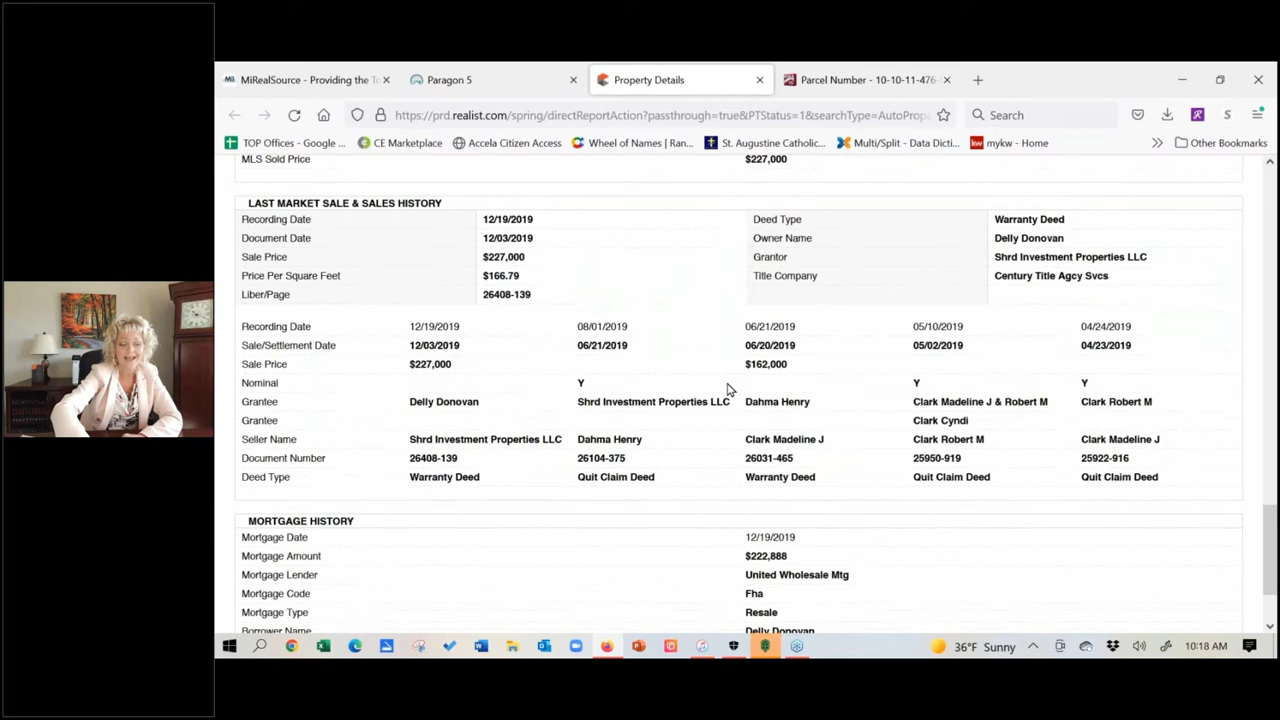 MiRealSource - Providing the To
Paragon 5
Property Details
Parcel Number - 10-10-11-476-
https://prd.realist.com/spring/directReportAction?passthrough=true&PTStatus=1&searchType=AutoProp
Search
TOP Offices - Google ...
CE Marketplace
Accela Citizen Access
Wheel of Names | Ran...
St. Augustine Catholic...
Multi/Split - Data Dicti...
mykw - Home
Other Bookmarks
MLS Sold Price $227,000
LAST MARKET SALE & SALES HISTORY
Recording Date 12/19/2019 Deed Type Warranty Deed
Document Date 12/03/2019 Owner Name Delly Donovan
Sale Price $227,000 Grantor Shrd Investment Properties LLC
Price Per Square Feet $166.79 Title Company Century Title Agcy Svcs
Liber/Page 26408-139
Recording Date 12/19/2019 08/01/2019 06/21/2019 05/10/2019 04/24/2019
Sale/Settlement Date 12/03/2019 06/21/2019 06/20/2019 05/02/2019 04/23/2019
Sale Price $227,000 $162,000
Nominal Y Y Y
Grantee Delly Donovan Shrd Investment Properties LLC Dahma Henry Clark Madeline J & Robert M Clark Robert M
Grantee Clark Cyndi
Seller Name Shrd Investment Properties LLC Dahma Henry Clark Madeline J Clark Robert M Clark Madeline J
Document Number 26408-139 26104-375 26031-465 25950-919 25922-916
Deed Type Warranty Deed Quit Claim Deed Warranty Deed Quit Claim Deed Quit Claim Deed
MORTGAGE HISTORY
Mortgage Date 12/19/2019
Mortgage Amount $222,888
Mortgage Lender United Wholesale Mtg
Mortgage Code Fha
Mortgage Type Resale
Borrower Name Delly Donovan
36°F Sunny
10:18 AM